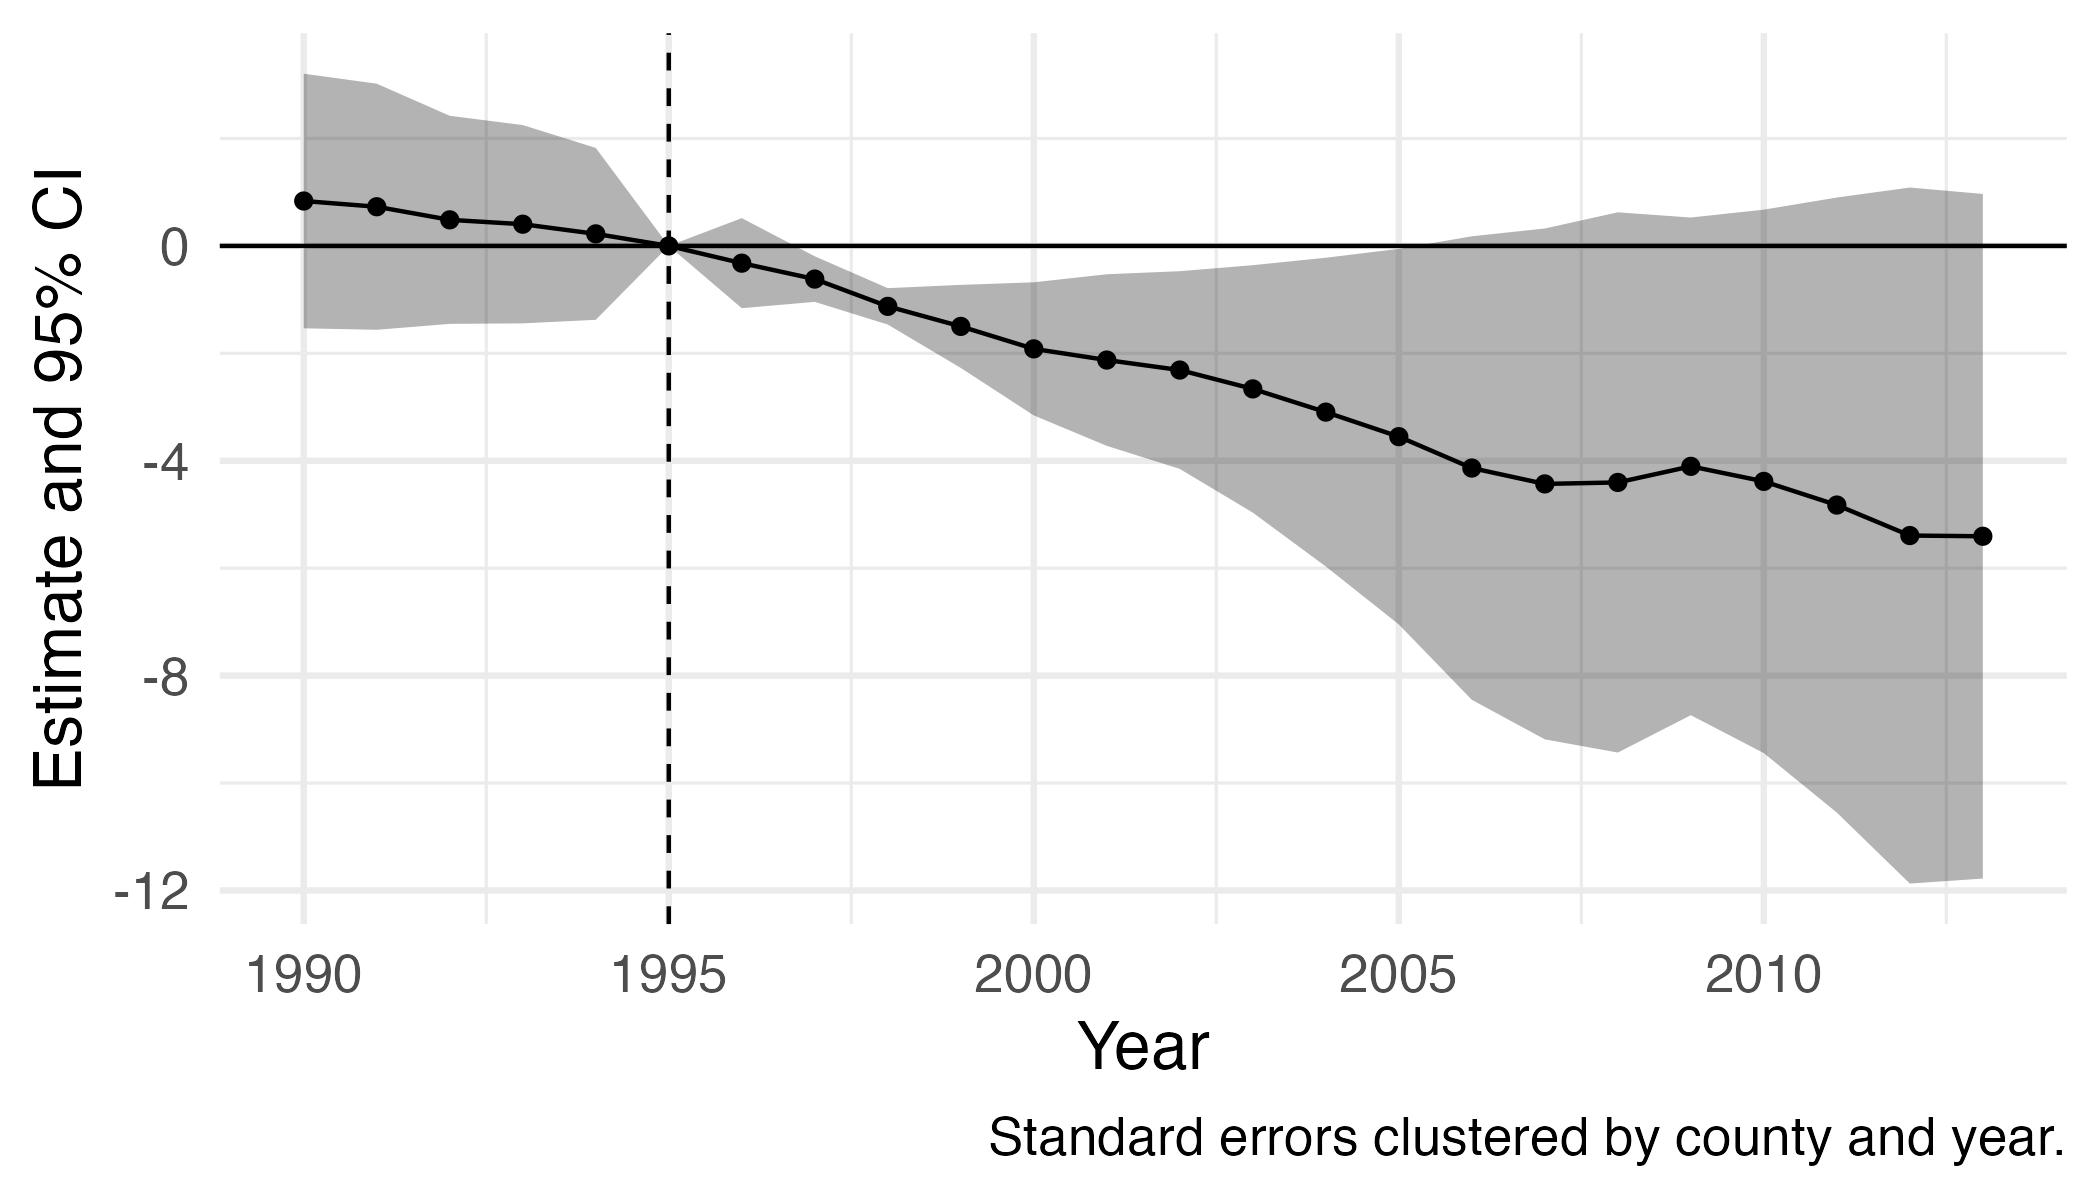 Estimate and 95% CI
0
-4
-8
-12
1990 1995 2000 2005 2010
Year
Standard errors clustered by county and year.